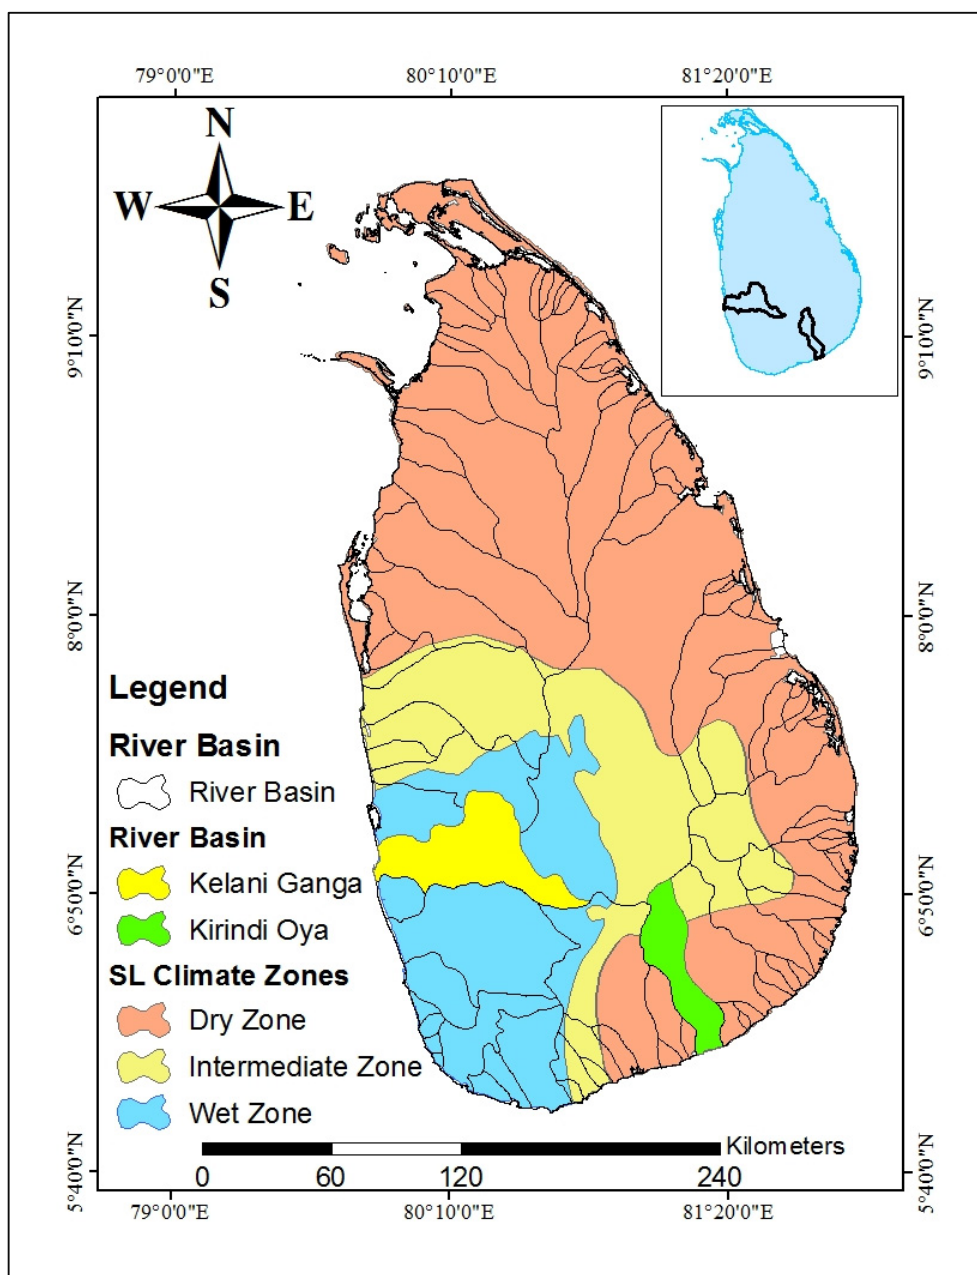 79°0'0"E 80°10'0"E 81°20'0"E
N
W E
S
9°10'0"N 9°10'0"N
8°0'0"N 8°0'0"N
Legend
River Basin
River Basin
River Basin
Kelani Ganga
6°50'0"N 6°50'0"N
Kirindi Oya
SL Climate Zones
Dry Zone
Intermediate Zone
Wet Zone
Kilometers
0 60 120 240
5°40'0"N 5°40'0"N
79°0'0"E 80°10'0"E 81°20'0"E